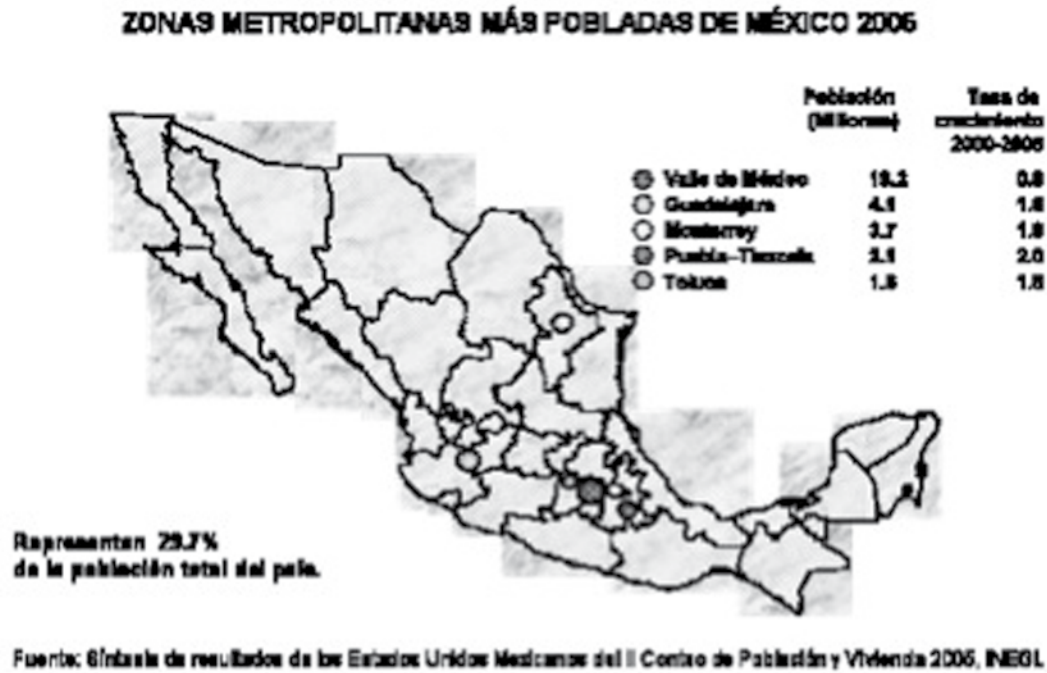 ZONAS METROPOLITANAS MÁS POBLADAS DE MÉXICO 2005
Población Tasa de
(Millones) crecimiento
2000-2005
Valle de México 19.2 0.8
Guadalajara 4.1 1.8
Monterrey 3.7 1.9
Puebla-Tlaxcala 2.1 2.0
Toluca 1.6 1.8
Representan 29.7%
de la población total del país.
Fuente: Síntesis de resultados de los Estados Unidos Mexicanos del II Conteo de Población y Vivienda 2005, INEGI.